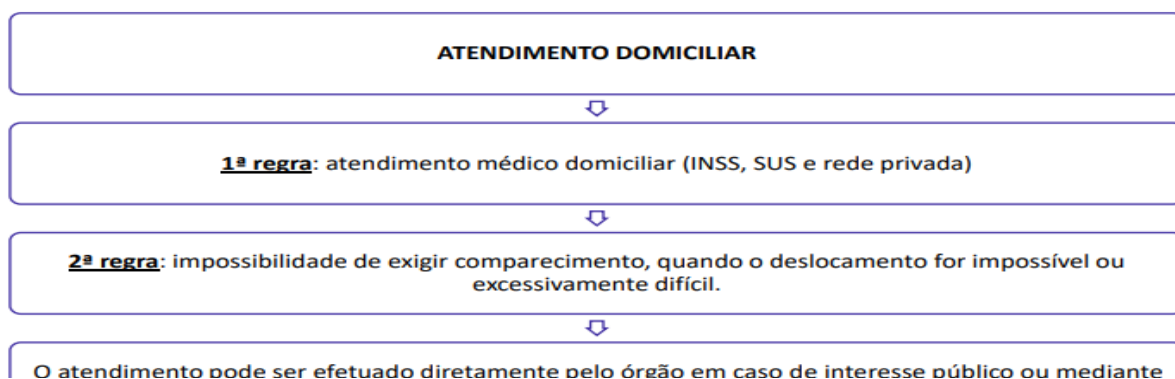 ATENDIMENTO DOMICILIAR
1ª regra: atendimento médico domiciliar (INSS, SUS e rede privada)
2ª regra: impossibilidade de exigir comparecimento, quando o deslocamento for impossível ou
excessivamente difícil.
O atendimento pode ser efetuado diretamente pelo órgão em caso de interesse público ou mediante